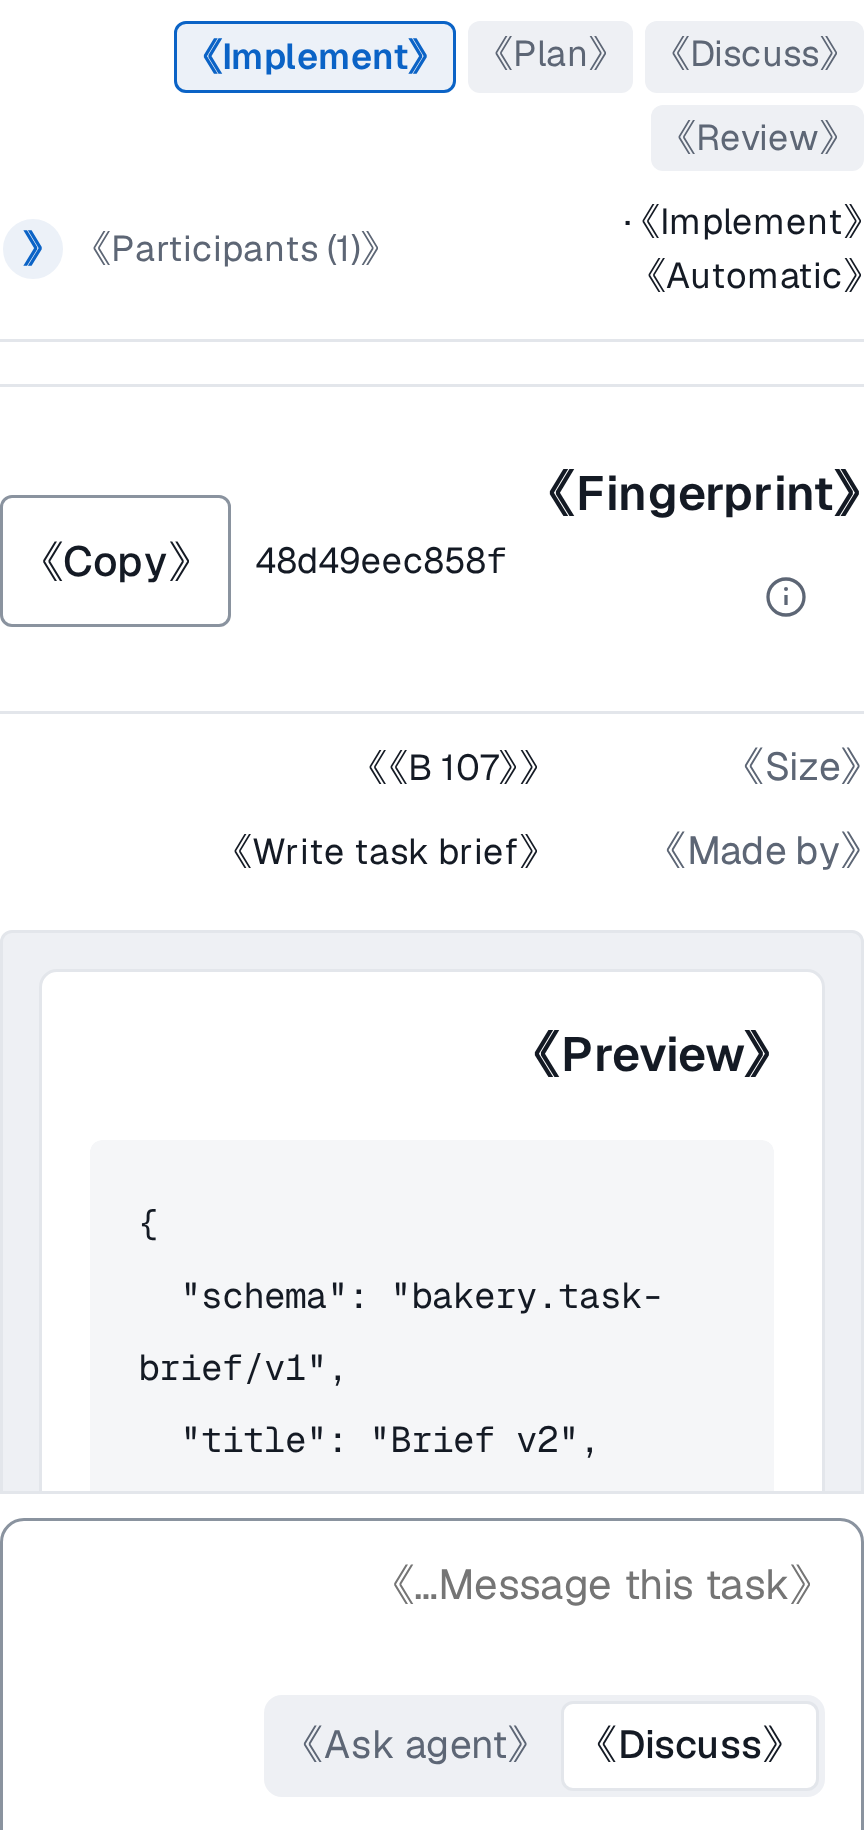 《Implement》 《Plan》 《Discuss》
《Review》
》 《Participants (1)》
· 《Implement》
《Automatic》
《Fingerprint》
《Copy》 48d49eec858f
《《B 107》》 《Size》
《Write task brief》 《Made by》
《Preview》
{
"schema": "bakery.task-
brief/v1",
"title": "Brief v2",
《...Message this task》
《Ask agent》 《Discuss》